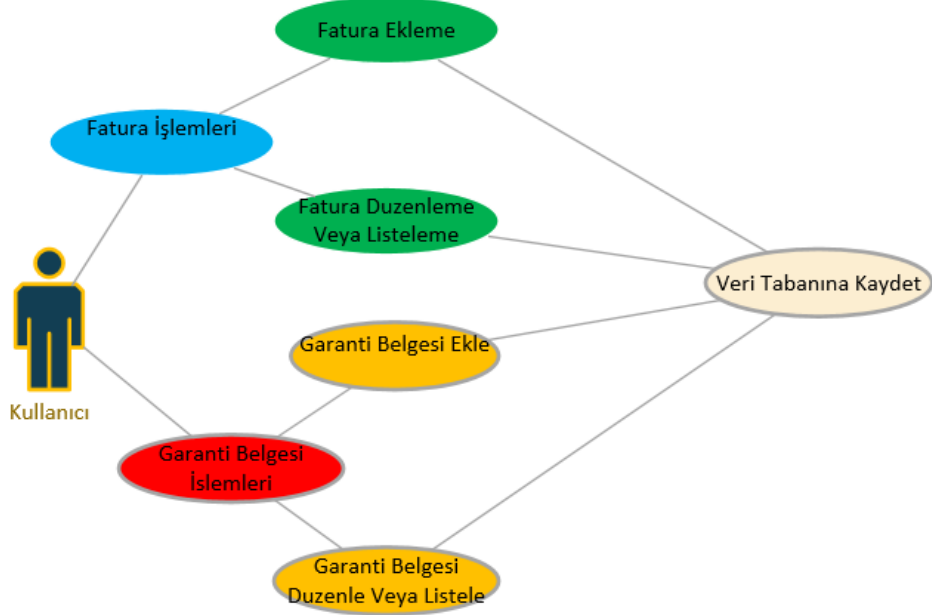 Fatura Ekleme
Fatura İşlemleri
Fatura Duzenleme
Veya Listeleme
Veri Tabanına Kaydet
Garanti Belgesi Ekle
Kullanıcı
Garanti Belgesi
İslemleri
Garanti Belgesi
Duzenle Veya Listele